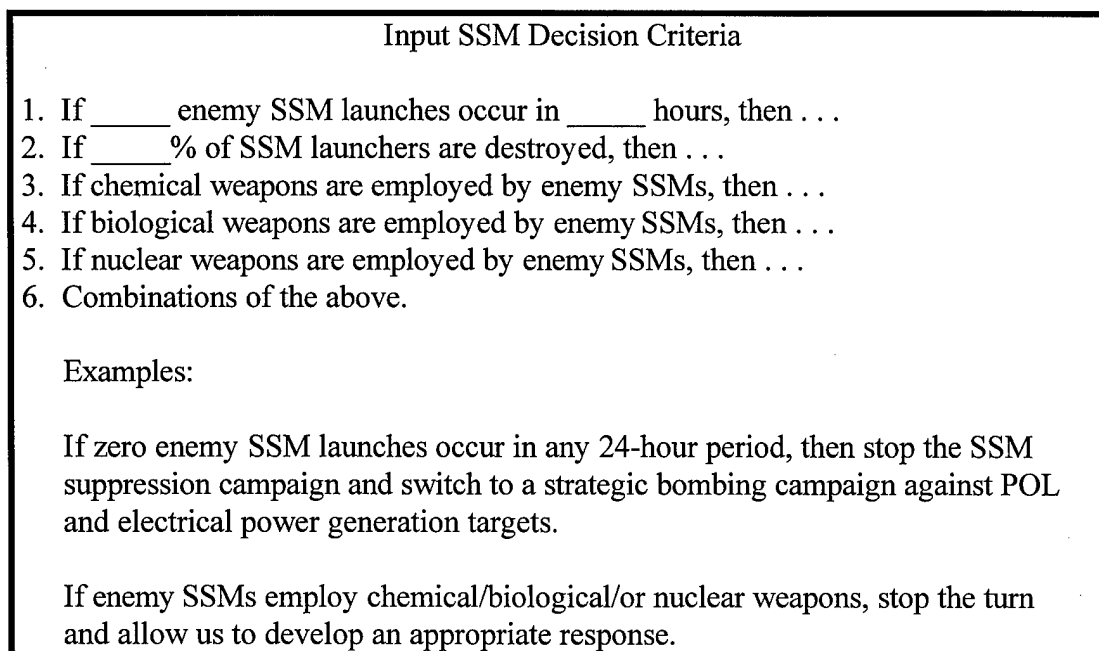 Input SSM Decision Criteria
1. If _____ enemy SSM launches occur in _____ hours, then . . .
2. If _____% of SSM launchers are destroyed, then . . .
3. If chemical weapons are employed by enemy SSMs, then . . .
4. If biological weapons are employed by enemy SSMs, then . . .
5. If nuclear weapons are employed by enemy SSMs, then . . .
6. Combinations of the above.
Examples:
If zero enemy SSM launches occur in any 24-hour period, then stop the SSM
suppression campaign and switch to a strategic bombing campaign against POL
and electrical power generation targets.
If enemy SSMs employ chemical/biological/or nuclear weapons, stop the turn
and allow us to develop an appropriate response.